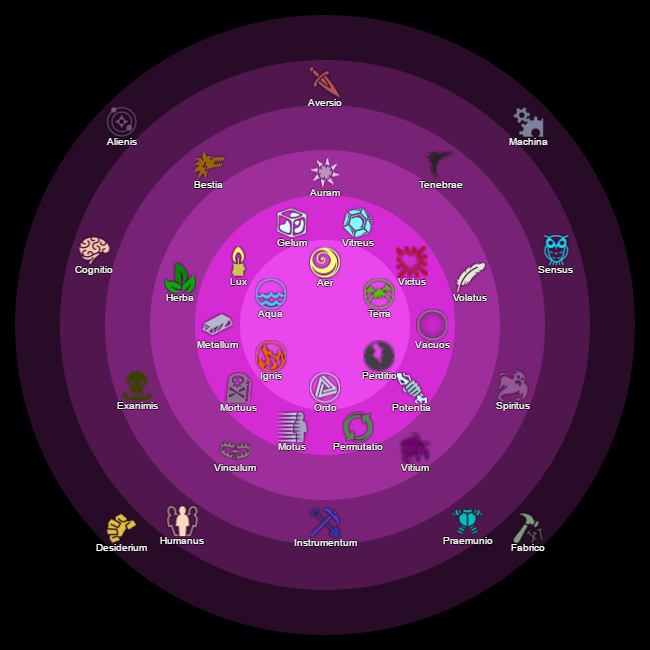 Aversio
Alienis
Machina
Bestia
Tenebrae
Auram
Gelum
Vitreus
Cognitio
Sensus
Lux
Aer
Victus
Herba
Volatus
Aqua
Terra
Metallum
Vacuos
Ignis
Perditio
Exanimis
Mortuus
Ordo
Potentia
Spiritus
Motus
Permutatio
Vinculum
Vitium
Humanus
Praemunio
Instrumentum
Desiderium
Fabrico